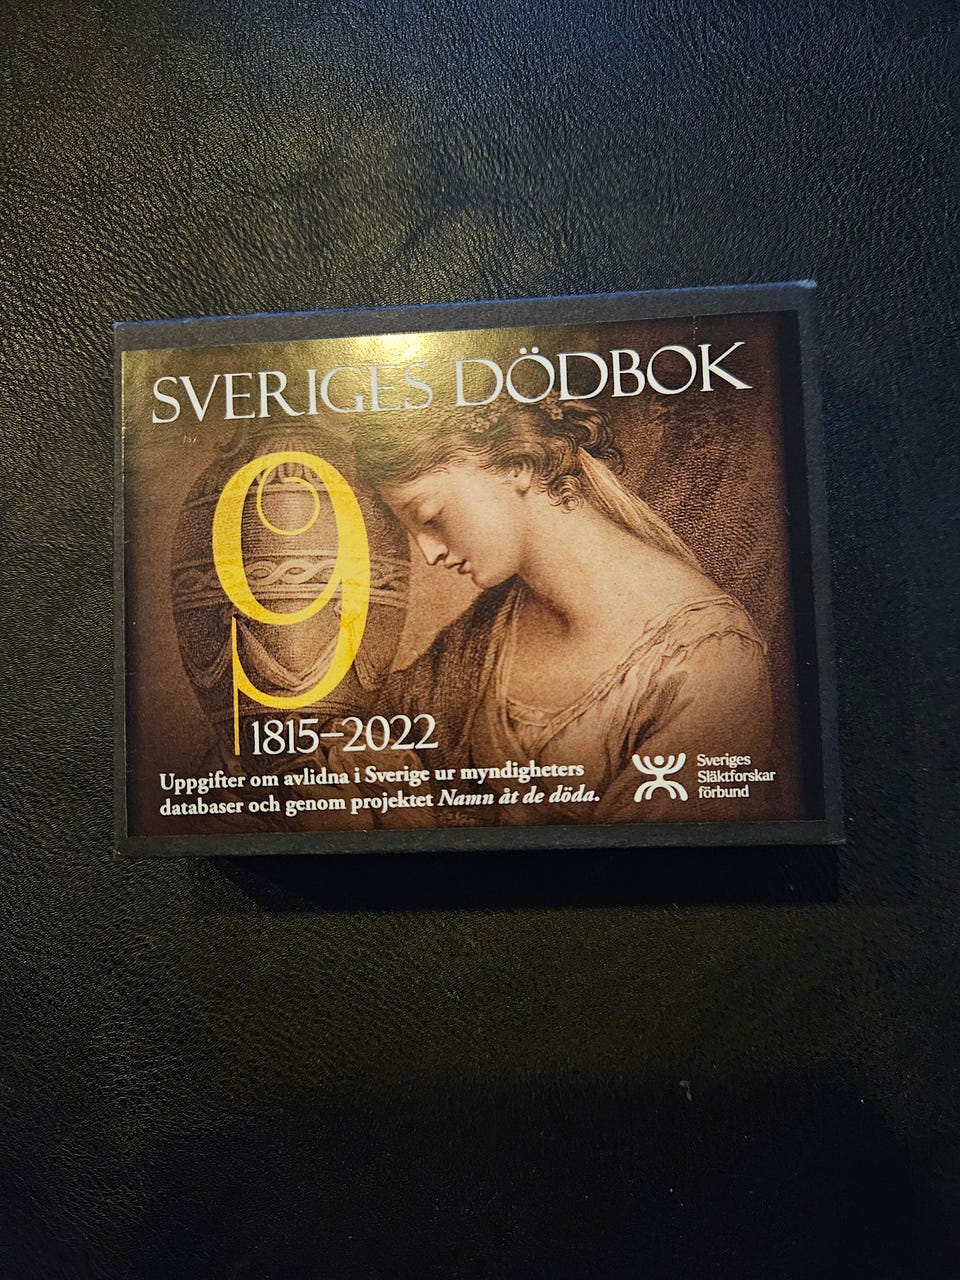 SVERIGES DÖDBOK
9
1815–2022
Uppgifter om avlidna i Sverige ur myndigheters
databaser och genom projektet Namn åt de döda.
Sveriges
Släktforskar
förbund